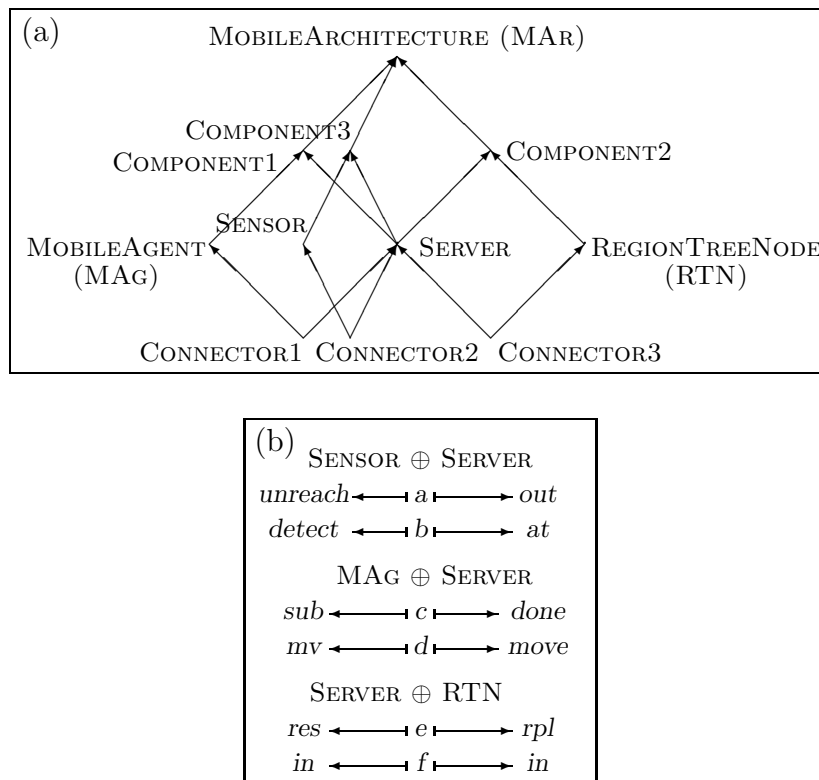 (a)
MOBILEARCHITECTURE (MAR)
COMPONENT3
COMPONENT1
COMPONENT2
SENSOR
MOBILEAGENT
(MAG)
SERVER
REGIONTREENODE
(RTN)
CONNECTOR1
CONNECTOR2
CONNECTOR3
(b)
SENSOR ⊕ SERVER
unreach a out
detect b at
MAG ⊕ SERVER
sub c done
mv d move
SERVER ⊕ RTN
res e rpl
in f in